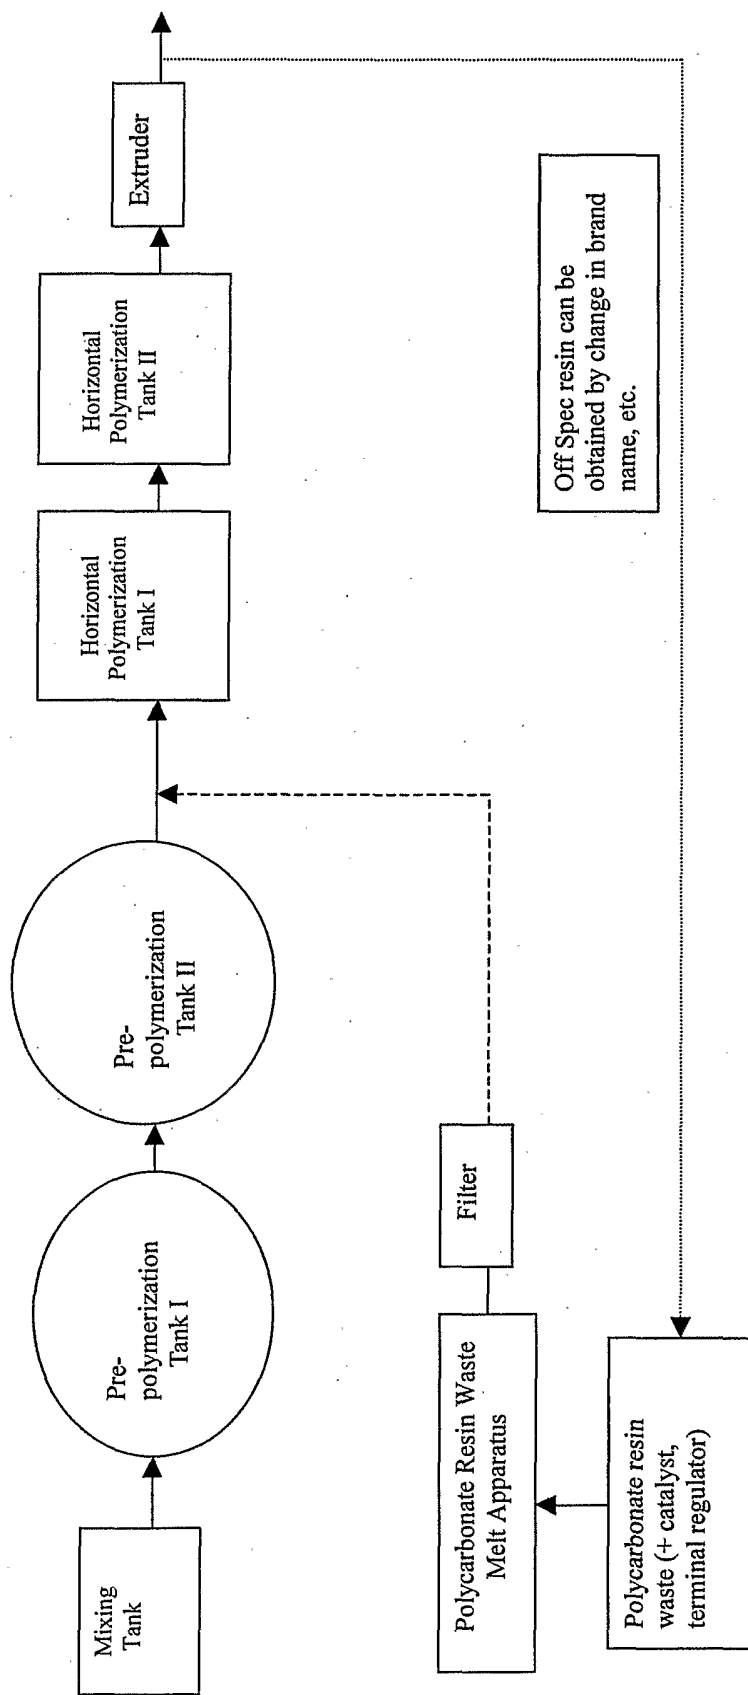 Mixing
Tank
Pre-
polymerization
Tank I
Pre-
polymerization
Tank II
Horizontal
Polymerization
Tank I
Horizontal
Polymerization
Tank II
Extruder
Polycarbonate Resin Waste
Melt Apparatus
Filter
Off Spec resin can be
obtained by change in brand
name, etc.
Polycarbonate resin
waste (+ catalyst,
terminal regulator)